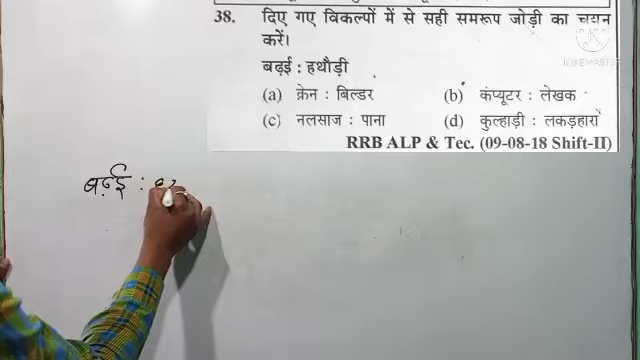 38. दिए गए विकल्पों में से सही समरूप जोड़ी का चयन
करें।
बढ़ई : हथौड़ी
(a) क्रेन : बिल्डर (b) कंप्यूटर : लेखक
(c) नलसाज : पाना (d) कुल्हाड़ी : लकड़हारा
RRB ALP & Tec. (09-08-18 Shift-II)
KINEMASTER
बढ़ई :